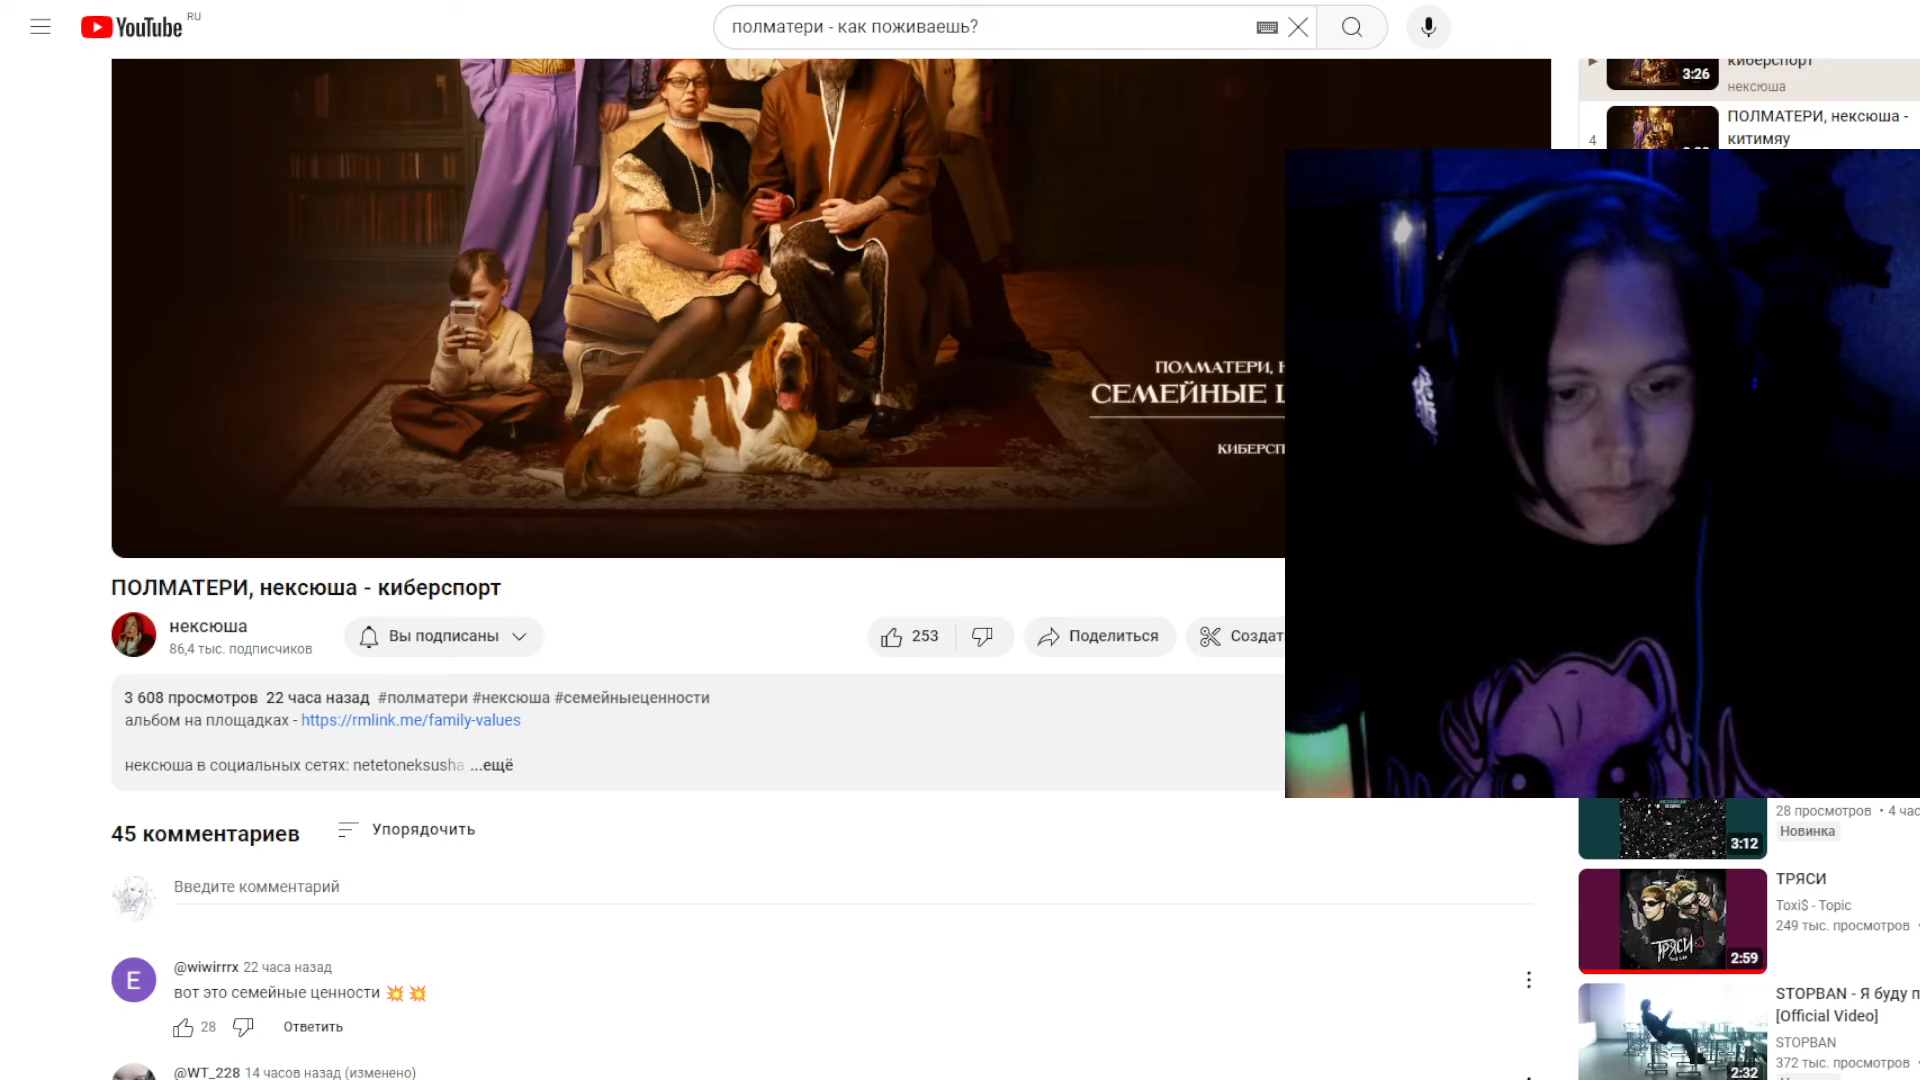 YouTube RU
полматери - как поживаешь?
киберспорт
3:26
нексюша
ПОЛМАТЕРИ, нексюша -
китимяу
4
ПОЛМАТЕРИ,
СЕМЕЙНЫЕ
ПОЛМАТЕРИ, нексюша - киберспорт
нексюша
86,4 тыс. подписчиков
Вы подписаны
253
Поделиться
Создат
3 608 просмотров 22 часа назад #полматери #нексюша #семейныеценности
альбом на площадках - https://rmlink.me/family-values
нексюша в социальных сетях: netetoneksusha ...ещё
45 комментариев
Упорядочить
Введите комментарий
E
@wiwirrrx 22 часа назад
вот это семейные ценности 💥 💥
28
Ответить
@WT_228 14 часов назад (изменено)
28 просмотров • 4 час
Новинка
3:12
ТРЯСИ
Toxi$ - Topic
249 тыс. просмотров
ТРЯСИ
2:59
STOPBAN - Я буду п
[Official Video]
STOPBAN
372 тыс. просмотров
2:32